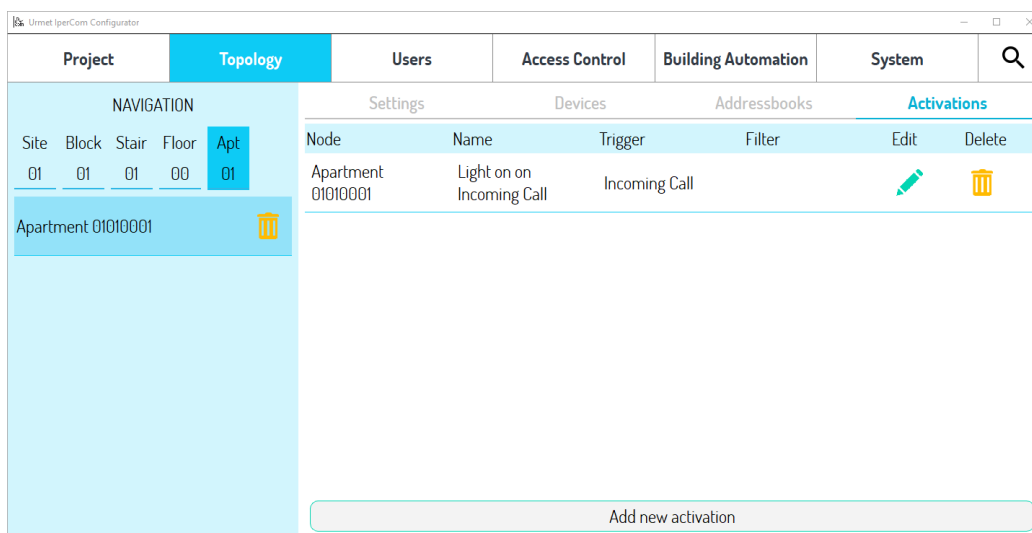 Urmet IperCom Configurator
Project Topology Users Access Control Building Automation System
NAVIGATION
Site Block Stair Floor Apt
01 01 01 00 01
Apartment 01010001
Settings Devices Addressbooks Activations
Node Name Trigger Filter Edit Delete
Apartment 01010001
Light on on Incoming Call
Incoming Call
Add new activation